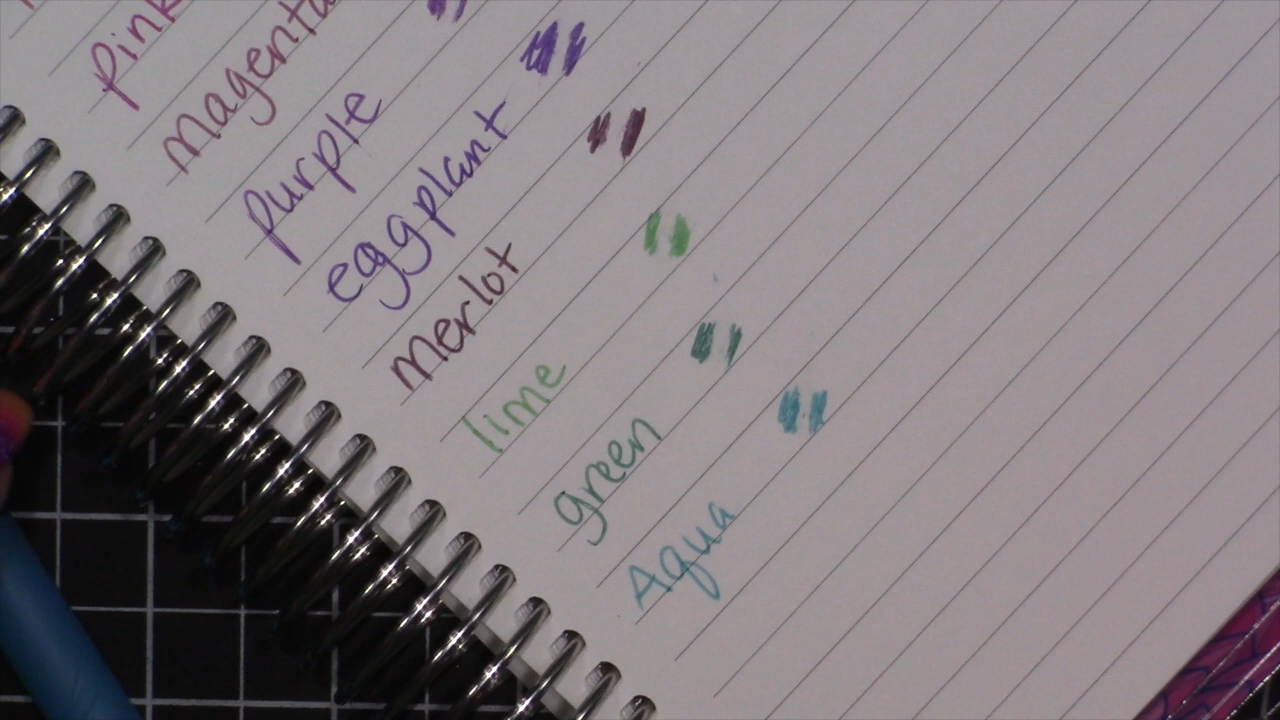 Pink
Magenta
Purple
eggplant
Merlot
lime
green
Aqua